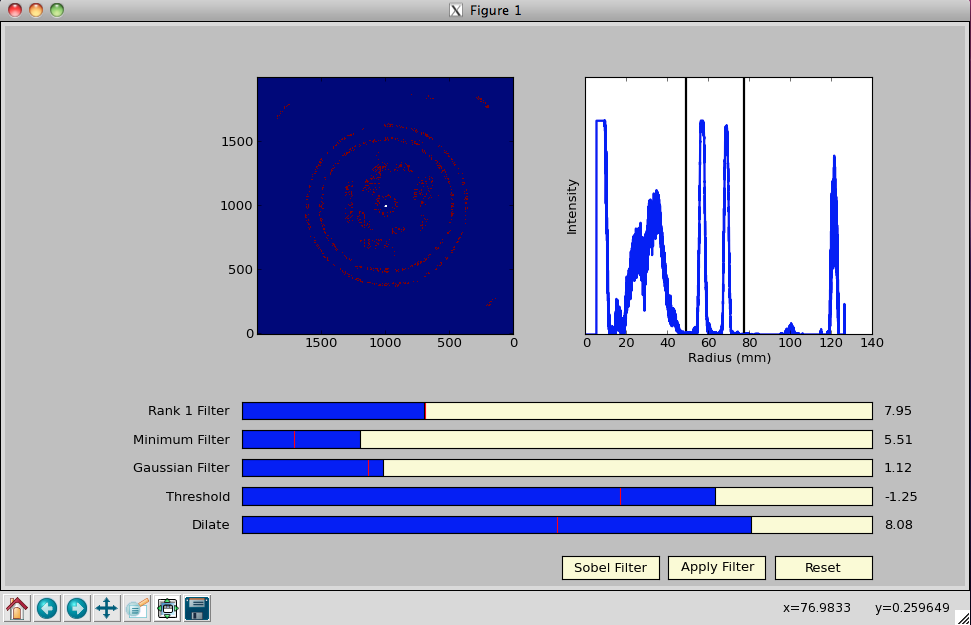 Figure 1
1500
1000
500
0
1500 1000 500 0
Intensity
0 20 40 60 80 100 120 140
Radius (mm)
Rank 1 Filter 7.95
Minimum Filter 5.51
Gaussian Filter 1.12
Threshold -1.25
Dilate 8.08
Sobel Filter Apply Filter Reset
x=76.9833 y=0.259649